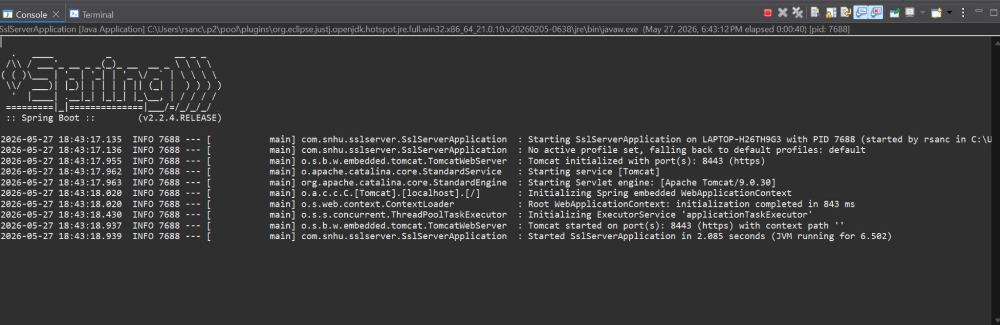 Console
Terminal
SslServerApplication [Java Application] C:\Users\rsanc\.p2\pool\plugins\org.eclipse.justj.openjdk.hotspot.jre.full.win32.x86_64_21.0.10.v20260205-0638\jre\bin\javaw.exe (May 27, 2026, 6:43:12 PM elapsed 0:00:40) [pid: 7688]
  .   ____          _            __ _ _
 /\\ / ___'_ __ _ _(_)_ __  __ _ \ \ \ \
( ( )\___ | '_ | '_| | '_ \/ _` | \ \ \ \
 \\/  ___)| |_)| | | | | || (_| |  ) ) ) )
  '  |____| .__|_| |_|_| |_\__, | / / / /
 =========|_|==============|___/=/_/_/_/
 :: Spring Boot ::        (v2.2.4.RELEASE)
2026-05-27 18:43:17.135  INFO 7688 --- [           main] com.snhu.sslserver.SslServerApplication  : Starting SslServerApplication on LAPTOP-H26TH9G3 with PID 7688 (started by rsanc in C:\U
2026-05-27 18:43:17.136  INFO 7688 --- [           main] com.snhu.sslserver.SslServerApplication  : No active profile set, falling back to default profiles: default
2026-05-27 18:43:17.955  INFO 7688 --- [           main] o.s.b.w.embedded.tomcat.TomcatWebServer  : Tomcat initialized with port(s): 8443 (https)
2026-05-27 18:43:17.962  INFO 7688 --- [           main] o.apache.catalina.core.StandardService   : Starting service [Tomcat]
2026-05-27 18:43:17.963  INFO 7688 --- [           main] org.apache.catalina.core.StandardEngine  : Starting Servlet engine: [Apache Tomcat/9.0.30]
2026-05-27 18:43:18.020  INFO 7688 --- [           main] o.a.c.c.C.[Tomcat].[localhost].[/]       : Initializing Spring embedded WebApplicationContext
2026-05-27 18:43:18.020  INFO 7688 --- [           main] o.s.web.context.ContextLoader            : Root WebApplicationContext: initialization completed in 843 ms
2026-05-27 18:43:18.430  INFO 7688 --- [           main] o.s.s.concurrent.ThreadPoolTaskExecutor  : Initializing ExecutorService 'applicationTaskExecutor'
2026-05-27 18:43:18.937  INFO 7688 --- [           main] o.s.b.w.embedded.tomcat.TomcatWebServer  : Tomcat started on port(s): 8443 (https) with context path ''
2026-05-27 18:43:18.939  INFO 7688 --- [           main] com.snhu.sslserver.SslServerApplication  : Started SslServerApplication in 2.085 seconds (JVM running for 6.502)